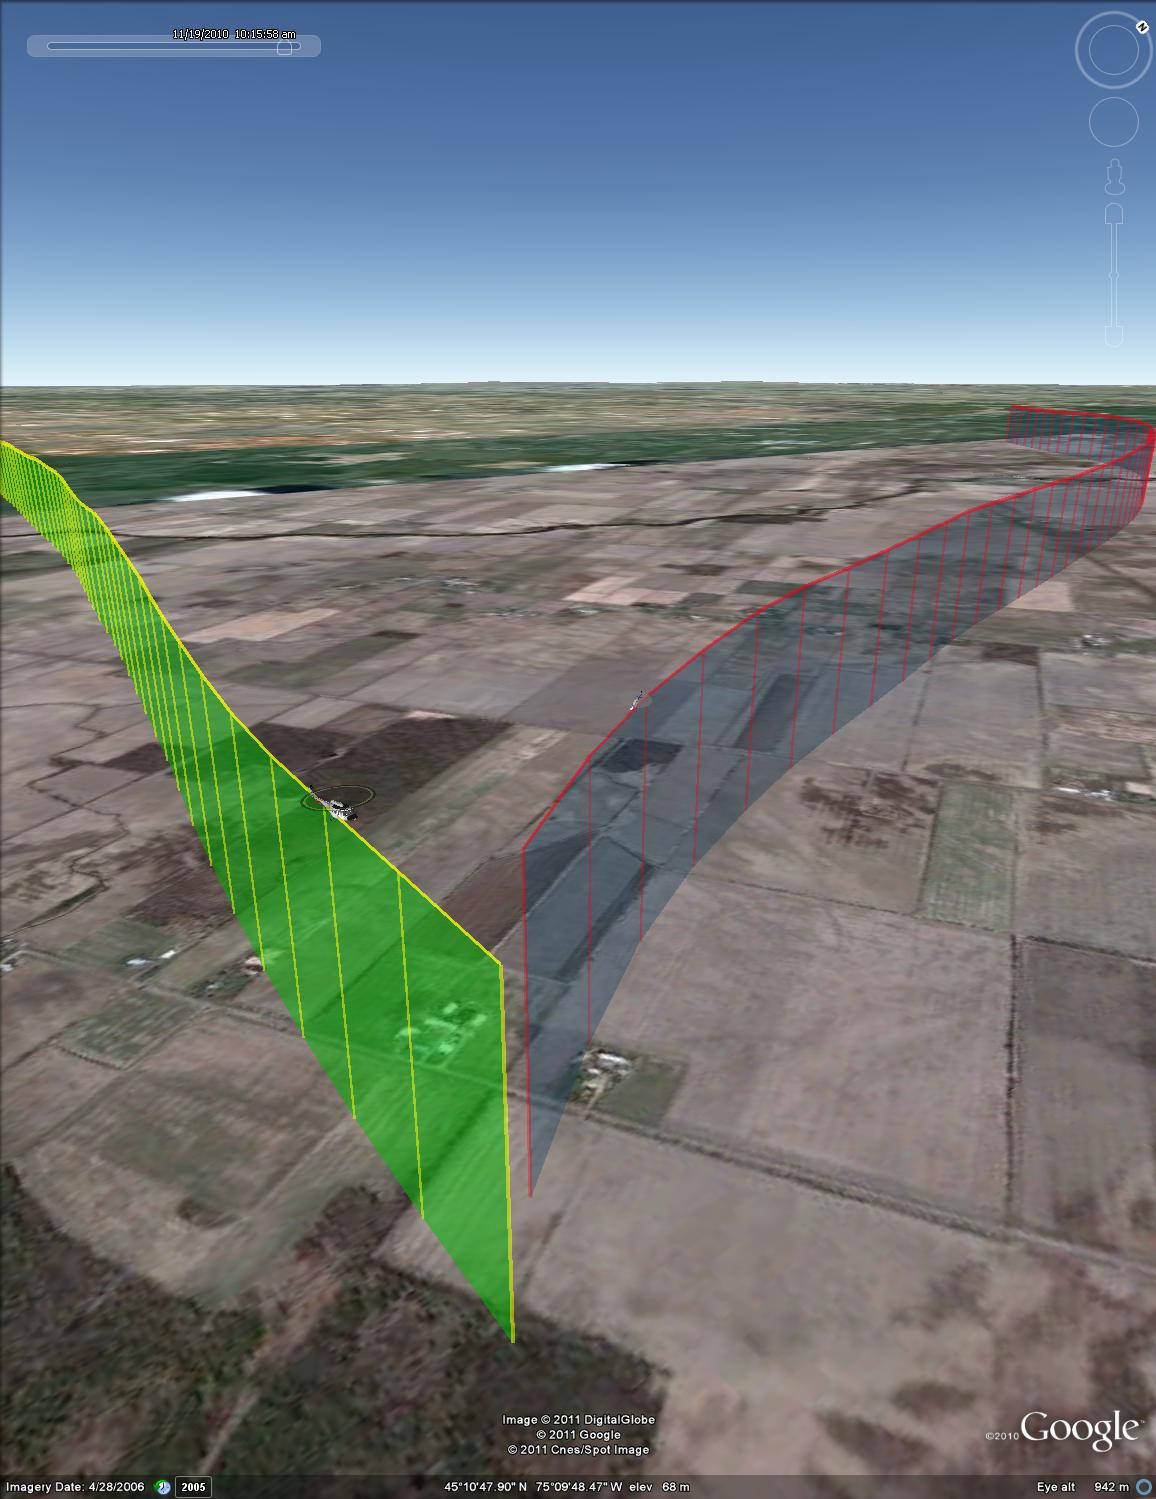 11/19/2010 10:15:58 am
N
Image © 2011 DigitalGlobe
© 2011 Google
© 2011 Cnes/Spot Image
©2010 Google™
Imagery Date: 4/28/2006 2005 45°10'47.90" N 75°09'48.47" W elev 68 m Eye alt 942 m